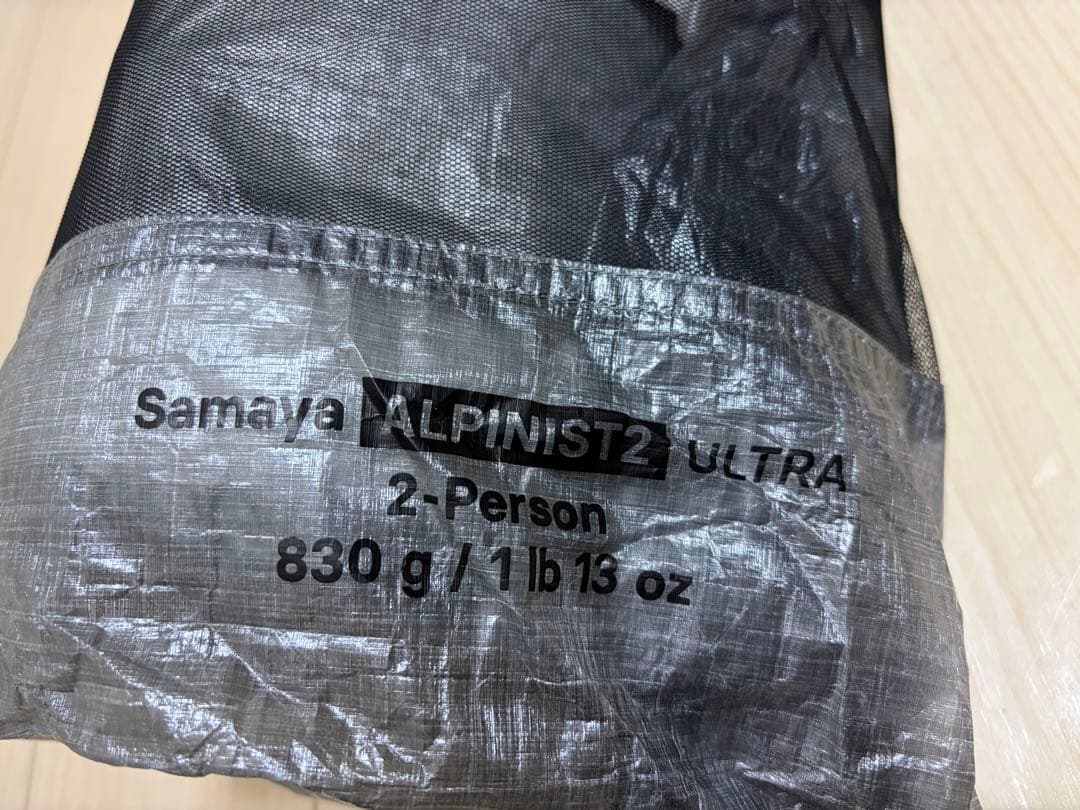 Samaya ALPINIST2 ULTRA
2-Person
830 g / 1 lb 13 oz